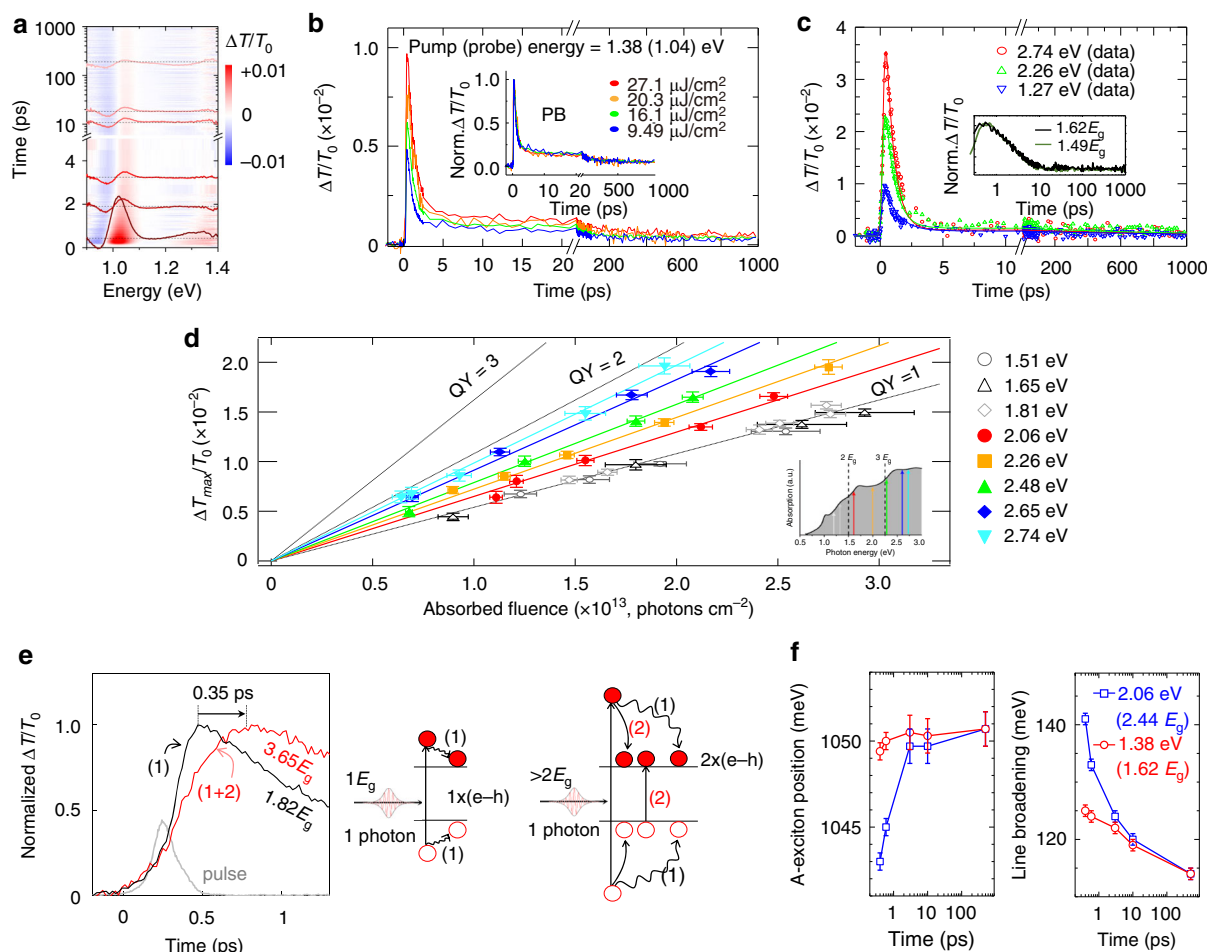 a
ΔT/T0
+0.01
0
−0.01
1000
100
10
4
2
0
Time (ps)
1.0
1.2
1.4
Energy (eV)
b
Pump (probe) energy = 1.38 (1.04) eV
ΔT/T0 (×10−2)
1.0
0.5
0
0
5
10
15
20
200
600
1000
Time (ps)
Norm.ΔT/T0
1.0
0.5
0.0
PB
0
10
20
500
1000
Time (ps)
27.1 μJ/cm2
20.3 μJ/cm2
16.1 μJ/cm2
9.49 μJ/cm2
c
2.74 eV (data)
2.26 eV (data)
1.27 eV (data)
ΔT/T0 (×10−2)
4
3
2
1
0
0
5
10
200
600
1000
Time (ps)
Norm.ΔT/T0
1.62Eg
1.49Eg
1
10
100
1000
Time (ps)
d
ΔTmax/T0 (×10−2)
2.0
1.5
1.0
0.5
0
QY = 3
QY = 2
QY =1
0
0.5
1.0
1.5
2.0
2.5
3.0
Absorbed fluence (×1013, photons cm−2)
Absorption (a.u.)
2 Eg
3 Eg
0.5
1.0
1.5
2.0
2.5
3.0
Photon energy (eV)
1.51 eV
1.65 eV
1.81 eV
2.06 eV
2.26 eV
2.48 eV
2.65 eV
2.74 eV
e
Normalized ΔT/T0
1.0
0.5
0
0.35 ps
(1)
(1+2)
3.65Eg
1.82Eg
pulse
0
0.5
1
Time (ps)
1Eg
1 photon
(1)
1x(e–h)
(1)
>2Eg
1 photon
(1)
(2)
2x(e–h)
(2)
(1)
f
A-exciton position (meV)
1050
1045
1
10
100
Time (ps)
Line broadening (meV)
140
120
2.06 eV
(2.44 Eg)
1.38 eV
(1.62 Eg)
1
10
100
Time (ps)